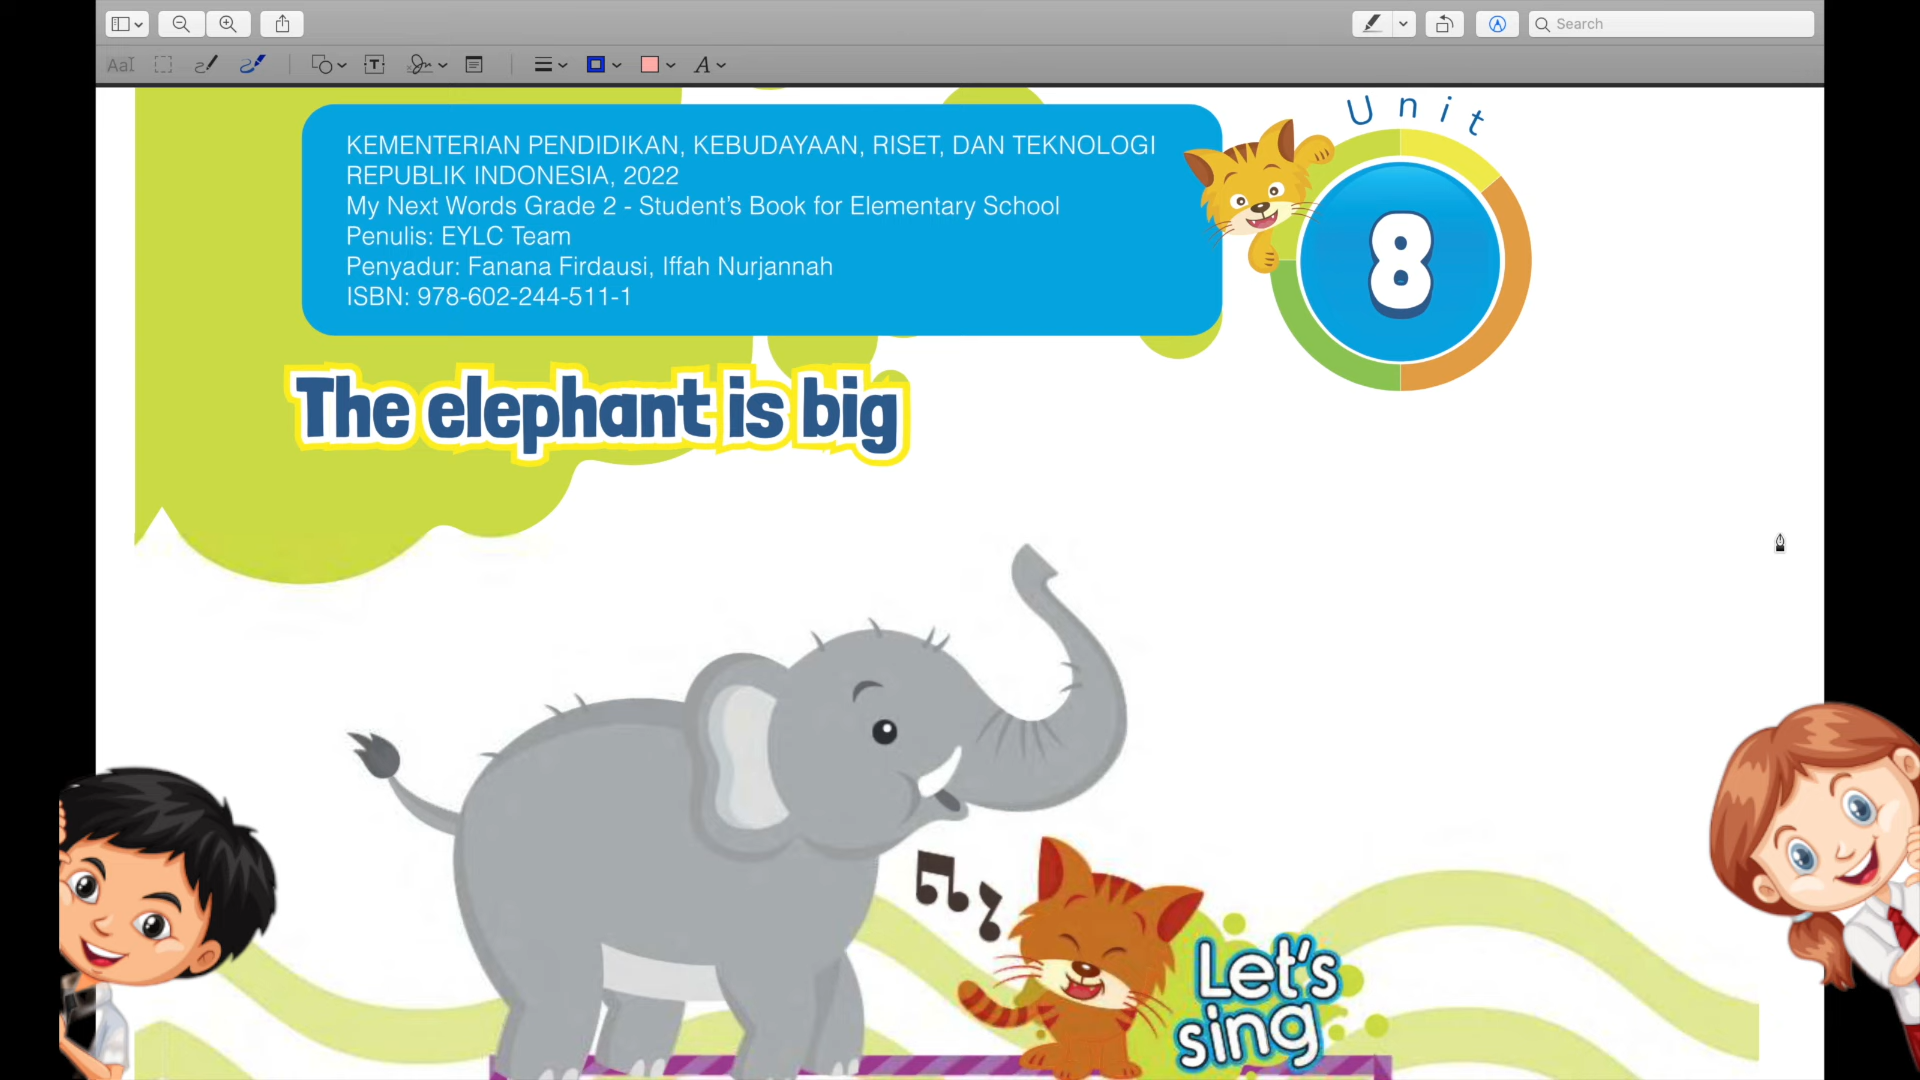 Search
AaI
T
A
Unit
8
KEMENTERIAN PENDIDIKAN, KEBUDAYAAN, RISET, DAN TEKNOLOGI
REPUBLIK INDONESIA, 2022
My Next Words Grade 2 - Student's Book for Elementary School
Penulis: EYLC Team
Penyadur: Fanana Firdausi, Iffah Nurjannah
ISBN: 978-602-244-511-1
The elephant is big
Let's
sing